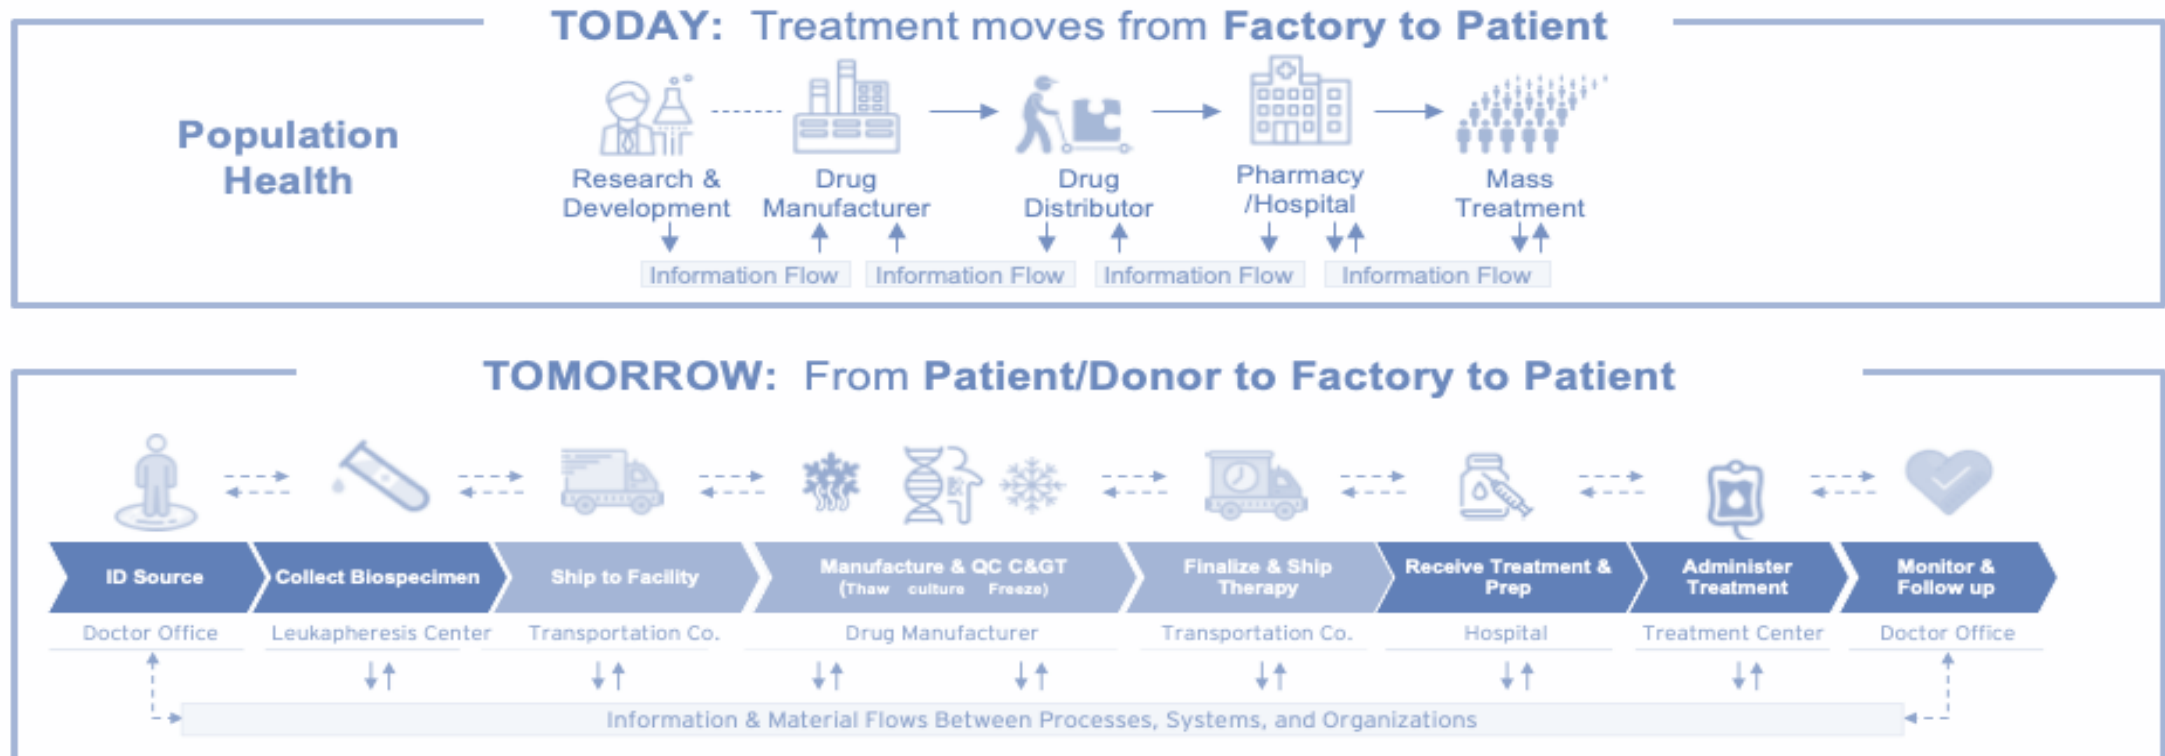 TODAY: Treatment moves from Factory to Patient
Population
Health
Research &
Development
Drug
Manufacturer
Drug
Distributor
Pharmacy
/Hospital
Mass
Treatment
Information Flow
Information Flow
Information Flow
Information Flow
TOMORROW: From Patient/Donor to Factory to Patient
ID Source
Collect Biospecimen
Ship to Facility
Manufacture & QC C&GT
(Thaw culture Freeze)
Finalize & Ship
Therapy
Receive Treatment &
Prep
Administer
Treatment
Monitor &
Follow up
Doctor Office
Leukapheresis Center
Transportation Co.
Drug Manufacturer
Transportation Co.
Hospital
Treatment Center
Doctor Office
Information & Material Flows Between Processes, Systems, and Organizations